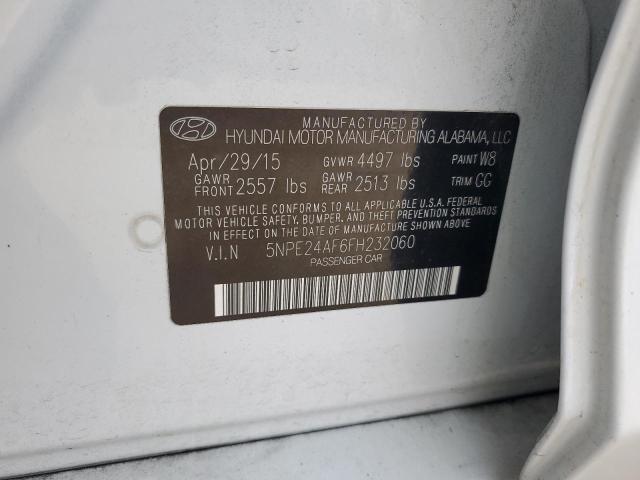 MANUFACTURED BY
HYUNDAI MOTOR MANUFACTURING ALABAMA, LLC
Apr/29/15 GVWR 4497 lbs PAINT W8
GAWR FRONT 2557 lbs GAWR REAR 2513 lbs TRIM GG
THIS VEHICLE CONFORMS TO ALL APPLICABLE U.S.A. FEDERAL
MOTOR VEHICLE SAFETY, BUMPER, AND THEFT PREVENTION STANDARDS
IN EFFECT ON THE DATE OF MANUFACTURE SHOWN ABOVE
V.I.N 5NPE24AF6FH232060
PASSENGER CAR